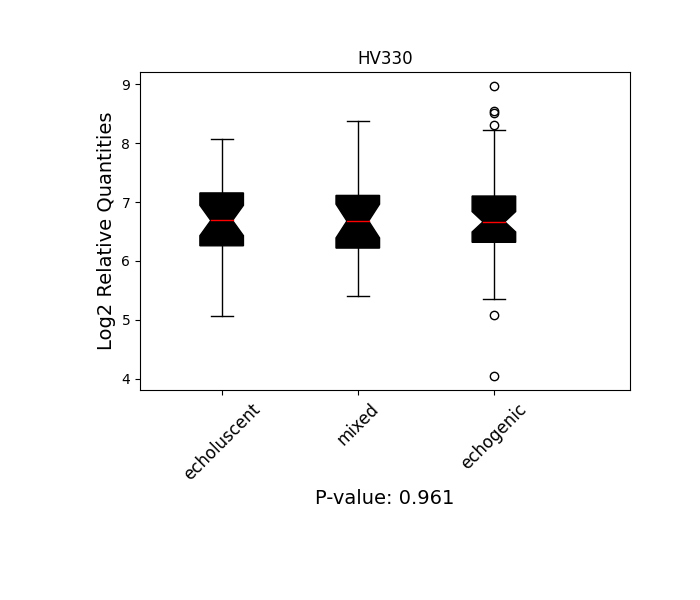 HV330
Log2 Relative Quantities
9
8
7
6
5
4
echoluscent
mixed
echogenic
P-value: 0.961